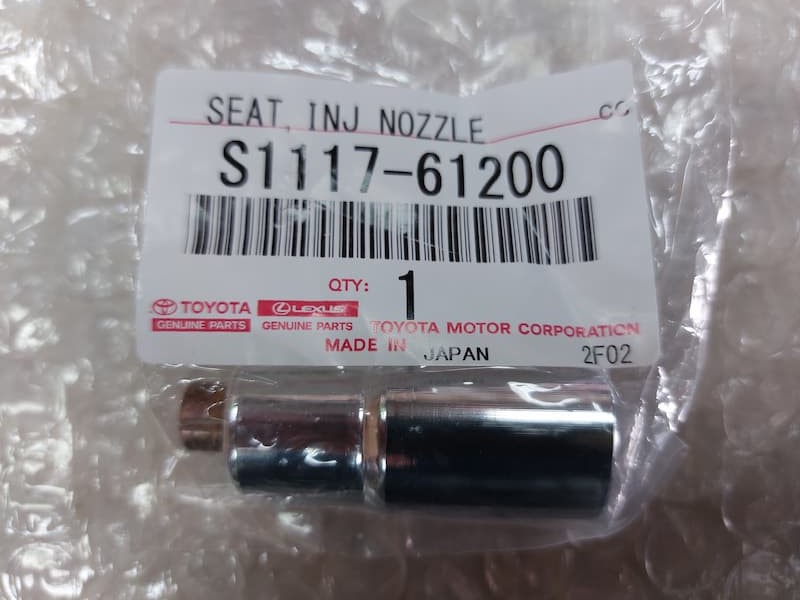 SEAT, INJ NOZZLE CC
S1117-61200
QTY: 1
TOYOTA LEXUS
GENUINE PARTS GENUINE PARTS TOYOTA MOTOR CORPORATION
MADE IN JAPAN 2F02